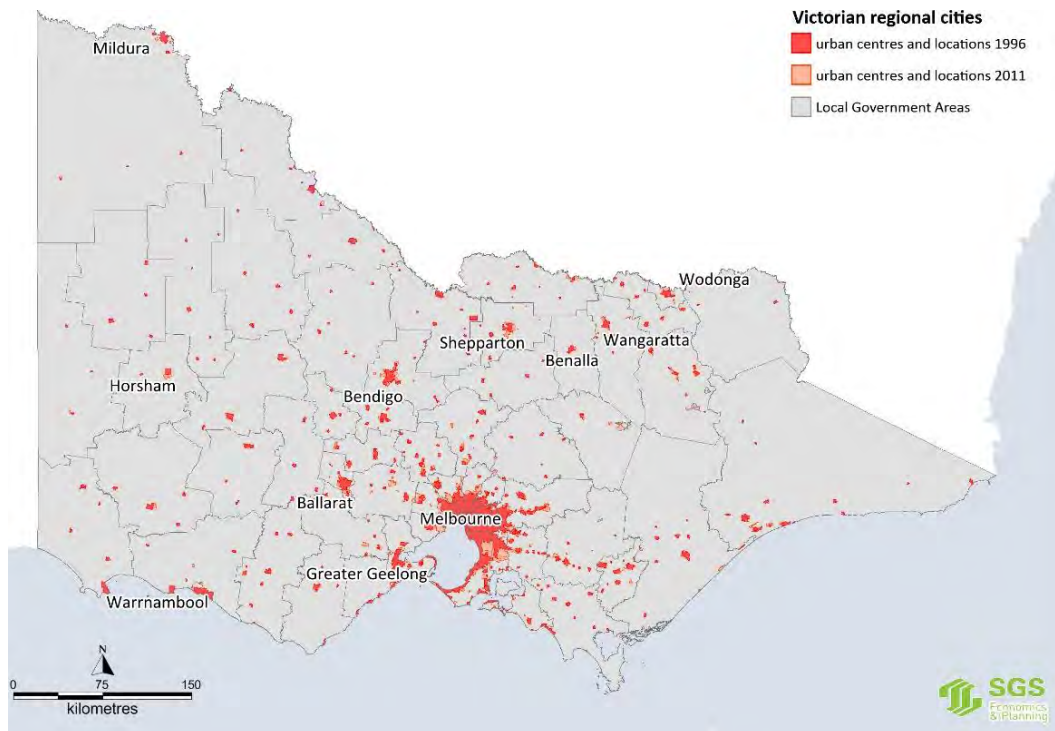 Victorian regional cities
urban centres and locations 1996
urban centres and locations 2011
Local Government Areas
Mildura
Wodonga
Shepparton
Wangaratta
Benalla
Horsham
Bendigo
Ballarat
Melbourne
Greater Geelong
Warrnambool
N
0 75 150
kilometres
SGS
Economics
& Planning